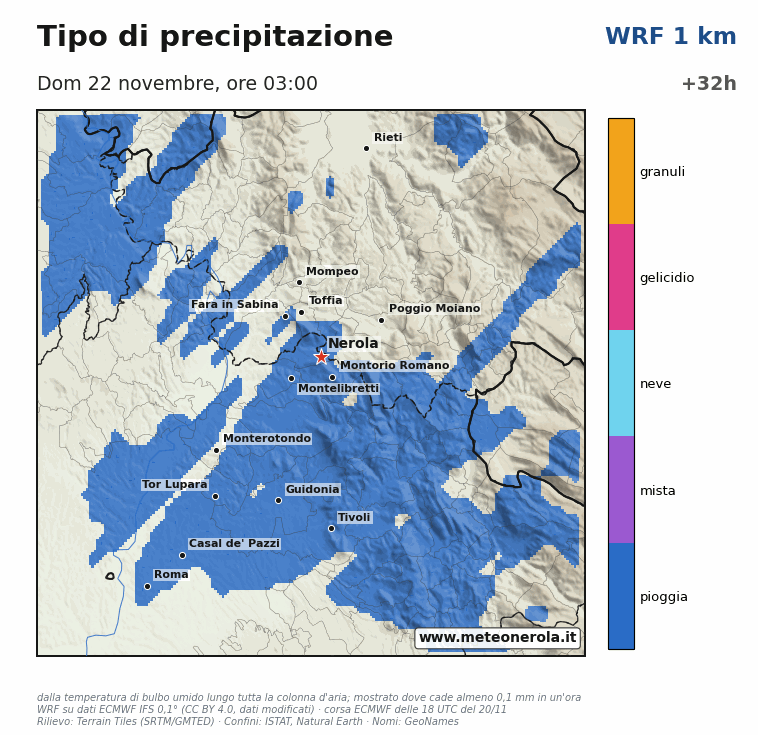 Tipo di precipitazione
WRF 1 km
Dom 22 novembre, ore 03:00
+32h
Rieti
Mompeo
Toffia
Fara in Sabina
Poggio Moiano
Nerola
Montorio Romano
Montelibretti
Monterotondo
Tor Lupara
Guidonia
Tivoli
Casal de' Pazzi
Roma
www.meteonerola.it
granuli
gelicidio
neve
mista
pioggia
dalla temperatura di bulbo umido lungo tutta la colonna d'aria; mostrato dove cade almeno 0,1 mm in un'ora
WRF su dati ECMWF IFS 0,1° (CC BY 4.0, dati modificati) · corsa ECMWF delle 18 UTC del 20/11
Rilievo: Terrain Tiles (SRTM/GMTED) · Confini: ISTAT, Natural Earth · Nomi: GeoNames